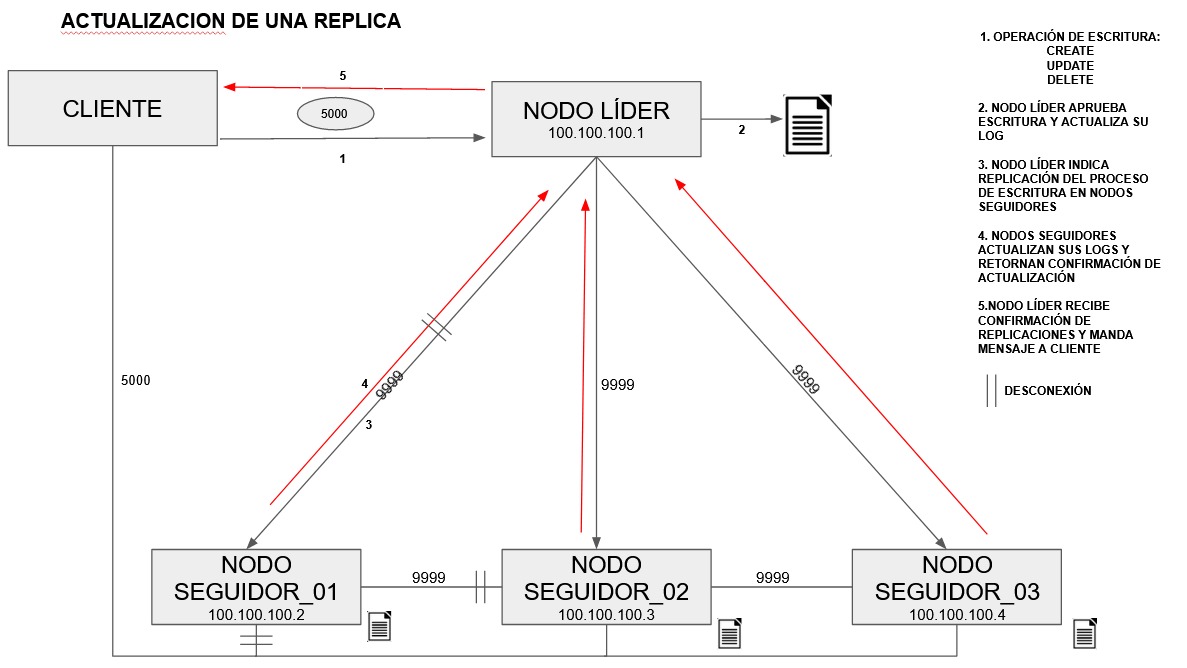 ACTUALIZACION DE UNA REPLICA
1. OPERACIÓN DE ESCRITURA:
CREATE
UPDATE
DELETE
2. NODO LÍDER APRUEBA
ESCRITURA Y ACTUALIZA SU
LOG
3. NODO LÍDER INDICA
REPLICACIÓN DEL PROCESO
DE ESCRITURA EN NODOS
SEGUIDORES
4. NODOS SEGUIDORES
ACTUALIZAN SUS LOGS Y
RETORNAN CONFIRMACIÓN DE
ACTUALIZACIÓN
5.NODO LÍDER RECIBE
CONFIRMACIÓN DE
REPLICACIONES Y MANDA
MENSAJE A CLIENTE
DESCONEXIÓN
5
CLIENTE
5000
NODO LÍDER
100.100.100.1
2
1
5000
4
9999
3
9999
9999
NODO
SEGUIDOR_01
100.100.100.2
9999
NODO
SEGUIDOR_02
100.100.100.3
9999
NODO
SEGUIDOR_03
100.100.100.4